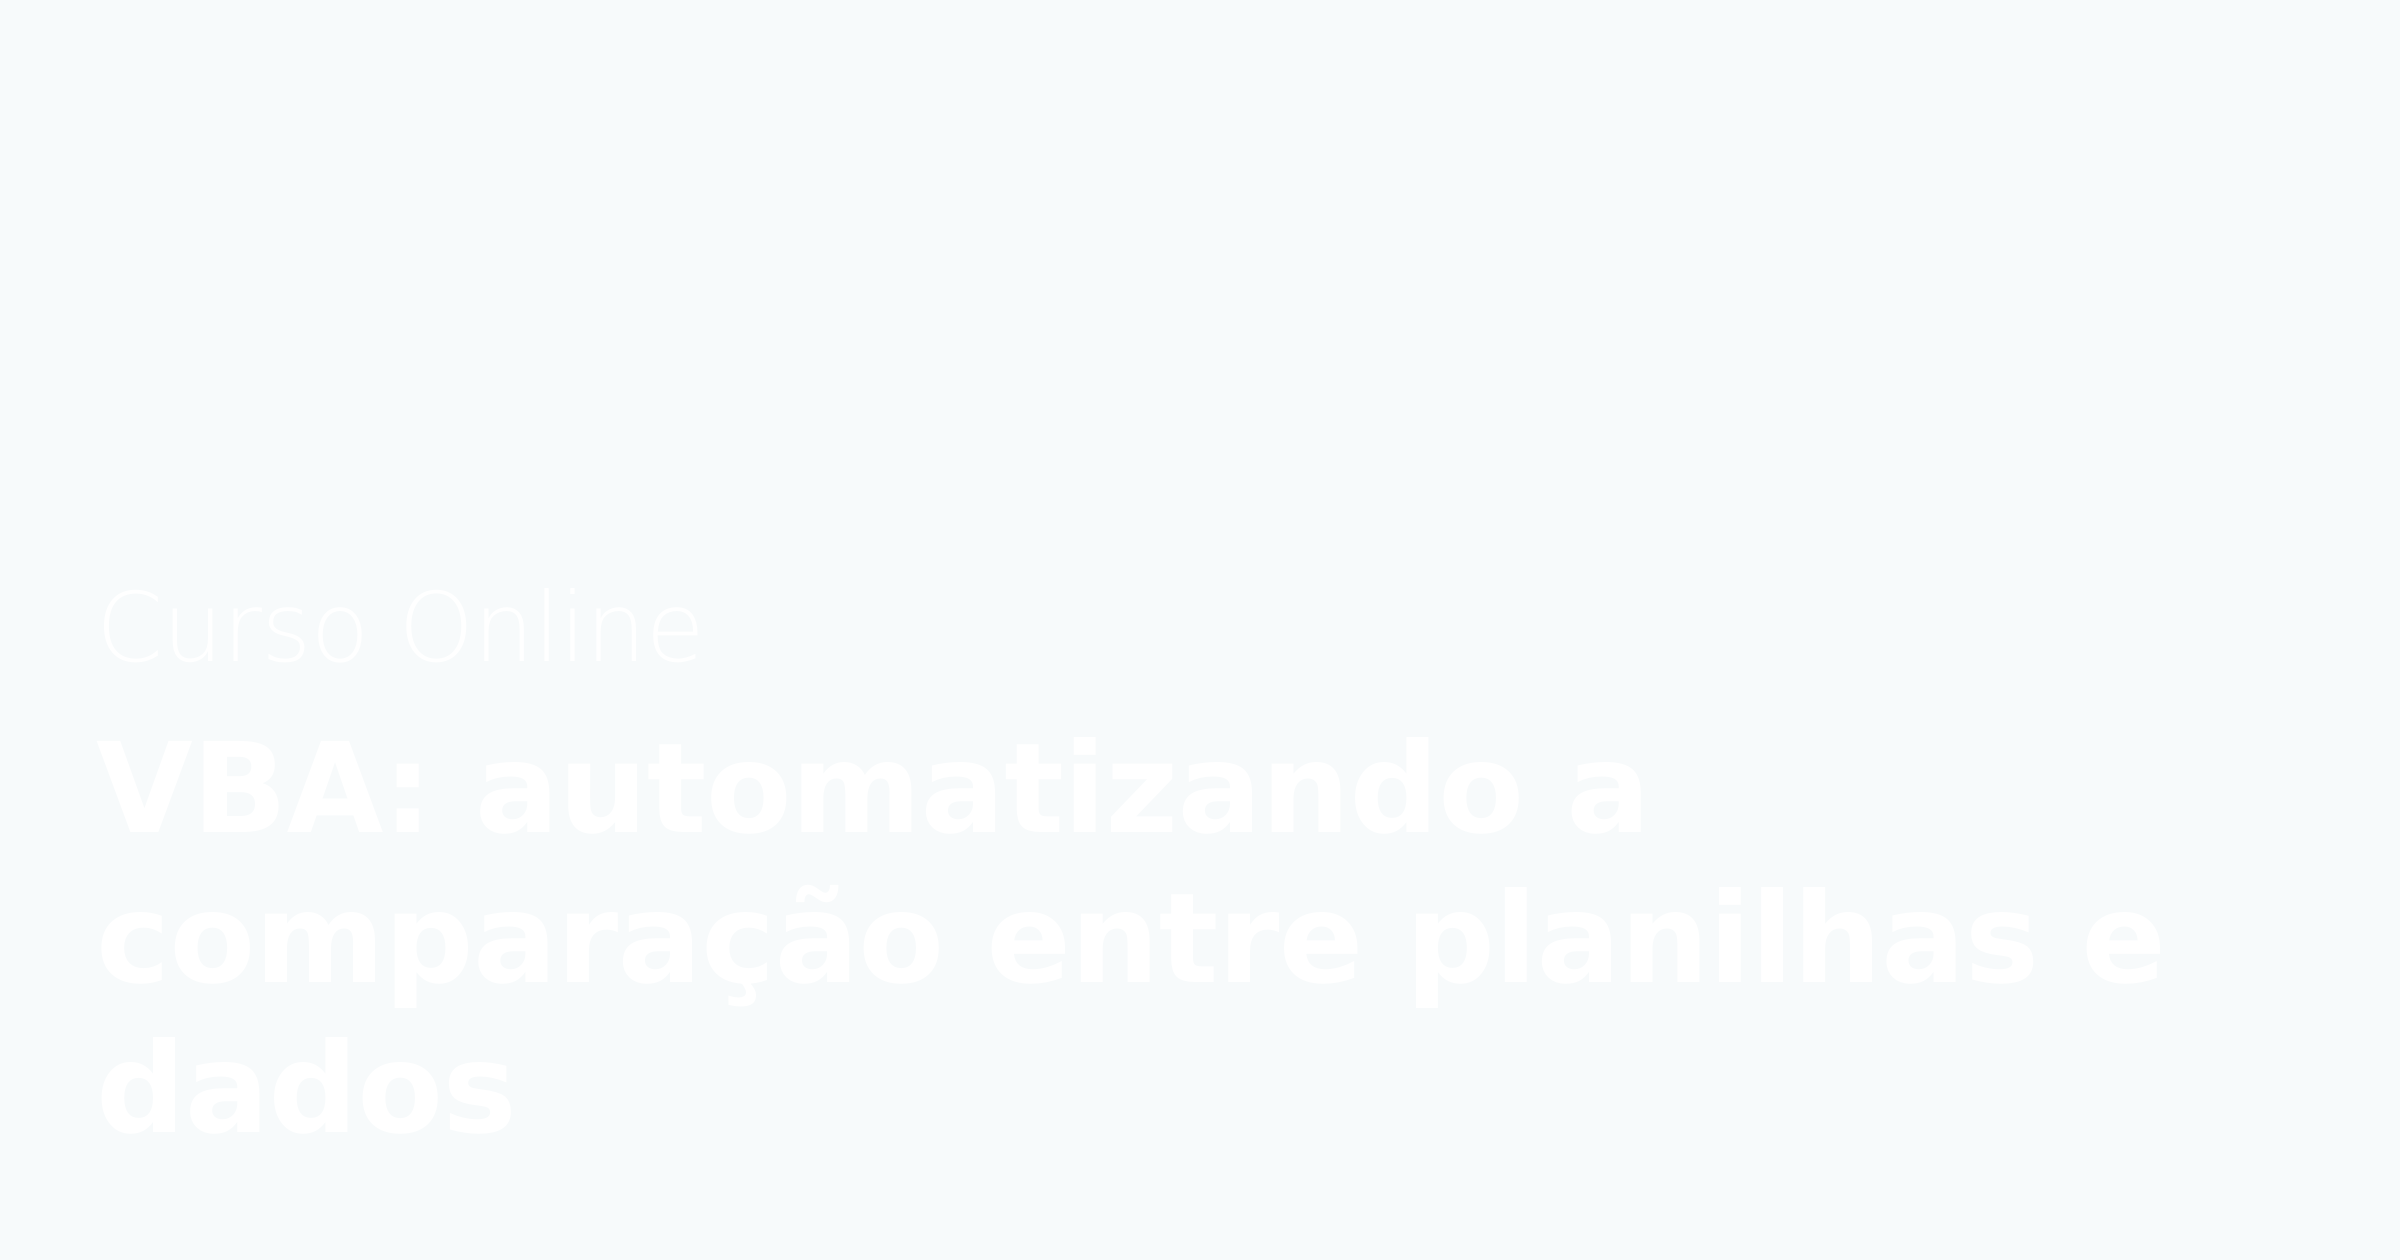 Curso Online
VBA: automatizando a
comparação entre planilhas e
dados